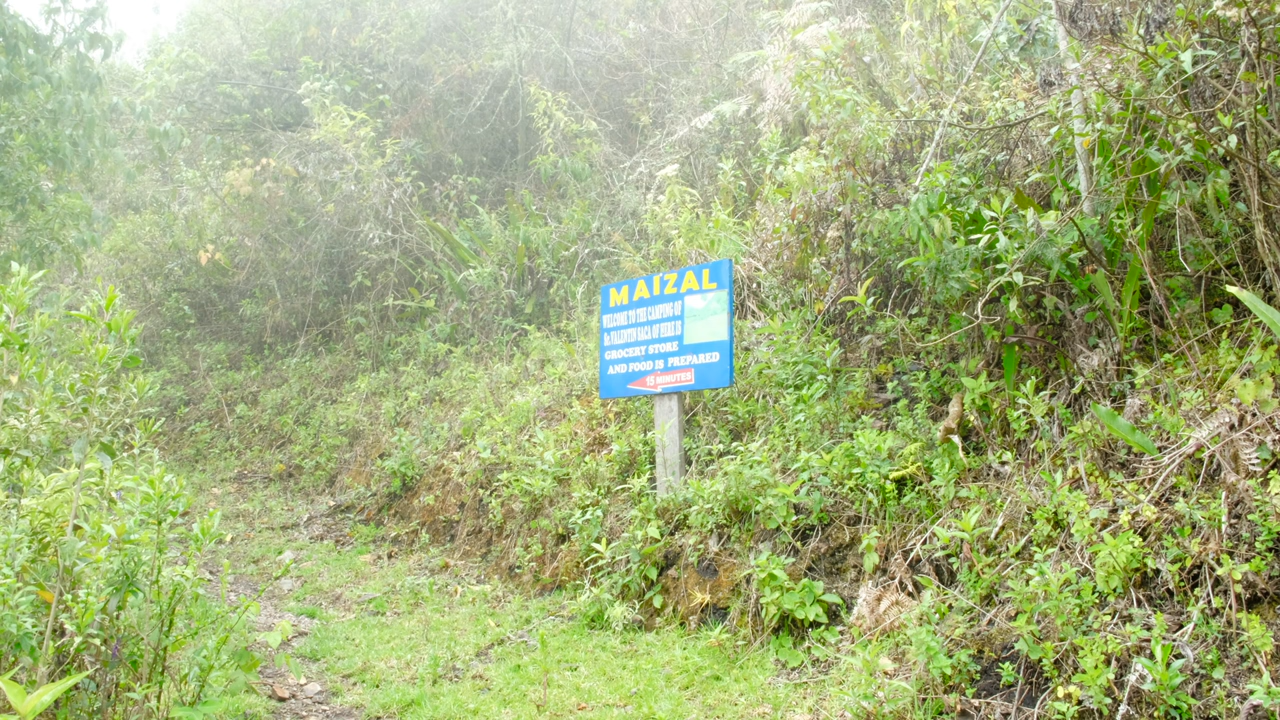 MAIZAL
WELCOME TO THE CAMPING OF
Sr. VALENTIN SACA OF HERE IS
GROCERY STORE
AND FOOD IS PREPARED
15 MINUTES